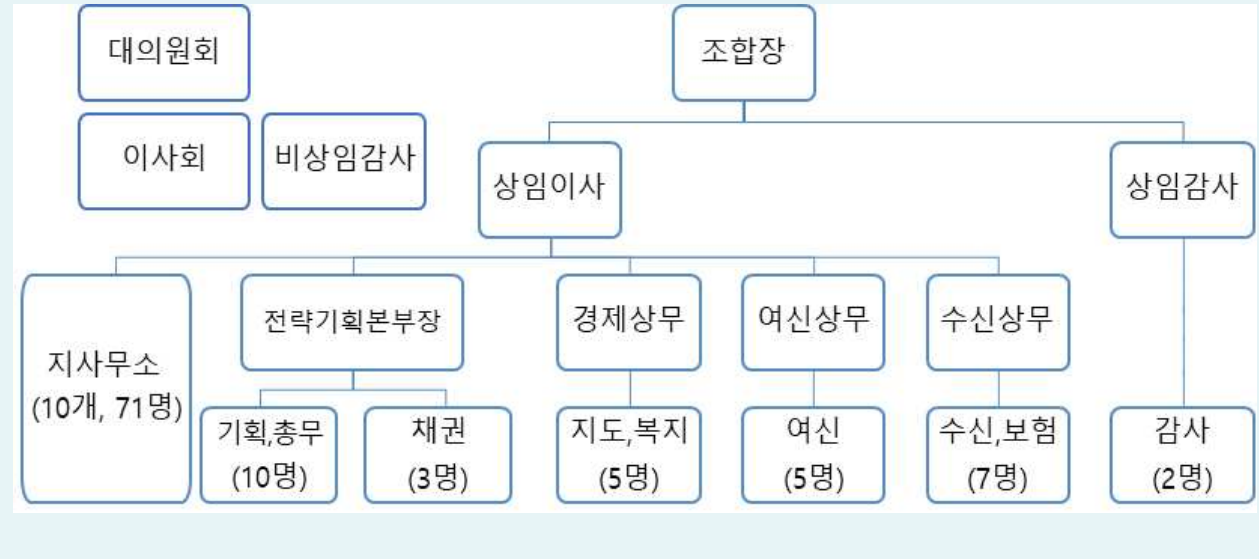 대의원회
조합장
이사회
비상임감사
상임이사
상임감사
지사무소
(10개, 71명)
전략기획본부장
경제상무
여신상무
수신상무
기획,총무
(10명)
채권
(3명)
지도,복지
(5명)
여신
(5명)
수신,보험
(7명)
감사
(2명)